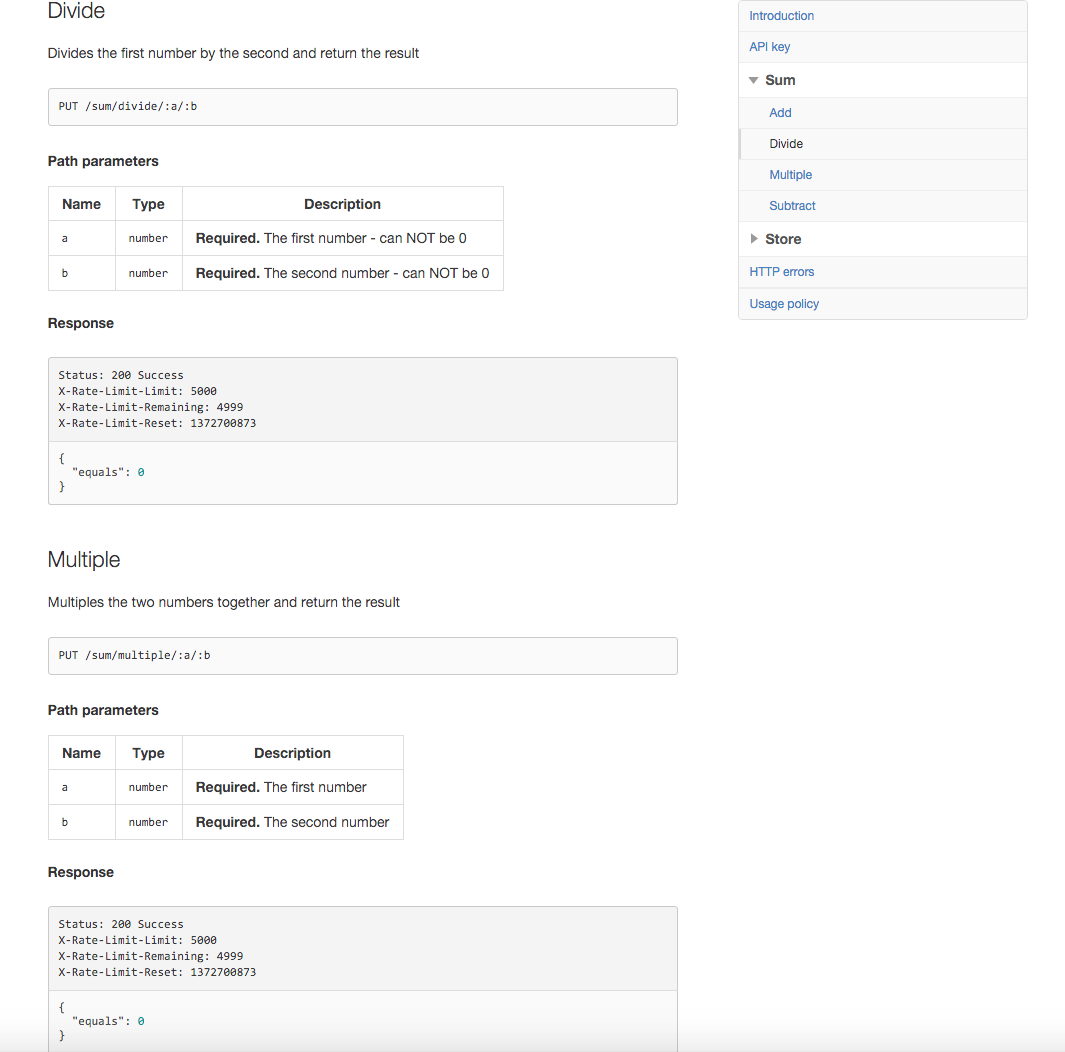 Divide
Divides the first number by the second and return the result
PUT /sum/divide/:a/:b
Path parameters
Name Type Description
a number Required. The first number - can NOT be 0
b number Required. The second number - can NOT be 0
Response
Status: 200 Success
X-Rate-Limit-Limit: 5000
X-Rate-Limit-Remaining: 4999
X-Rate-Limit-Reset: 1372700873
{
"equals": 0
}
Multiple
Multiples the two numbers together and return the result
PUT /sum/multiple/:a/:b
Path parameters
Name Type Description
a number Required. The first number
b number Required. The second number
Response
Status: 200 Success
X-Rate-Limit-Limit: 5000
X-Rate-Limit-Remaining: 4999
X-Rate-Limit-Reset: 1372700873
{
"equals": 0
}
Introduction
API key
Sum
Add
Divide
Multiple
Subtract
Store
HTTP errors
Usage policy